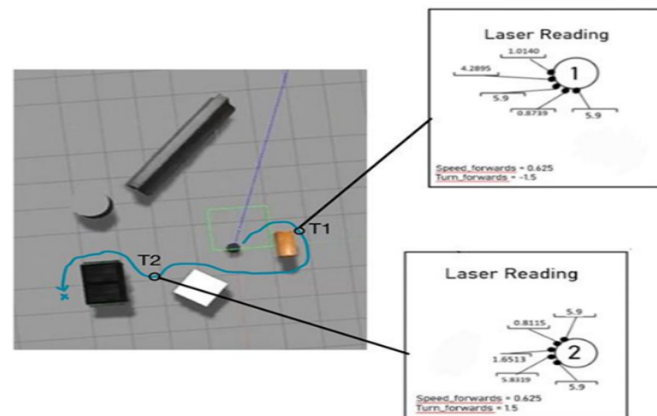 Laser Reading
1.0140
4.2895
1
5.9
0.8739
5.9
Speed_forwards = 0.625
Turn_forwards = -1.5
T1
T2
Laser Reading
5.9
0.8115
1.6513
2
5.8319
5.9
Speed_forwards = 0.625
Turn_forwards = 1.5